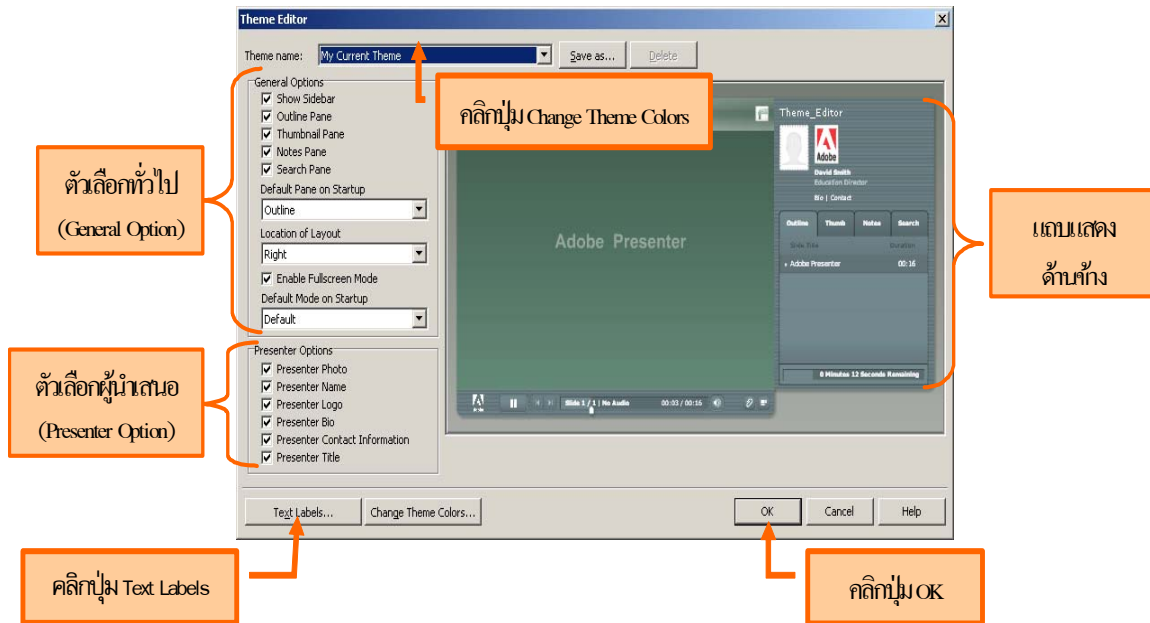 Theme Editor
Theme name: My Current Theme Save as... Delete
General Options
Show Sidebar
Outline Pane
Thumbnail Pane
Notes Pane
Search Pane
Default Pane on Startup
Outline
Location of Layout
Right
Enable Fullscreen Mode
Default Mode on Startup
Default
Presenter Options
Presenter Photo
Presenter Name
Presenter Logo
Presenter Bio
Presenter Contact Information
Presenter Title
คลิกปุ่ม Change Theme Colors
ตัวเลือกทั่วไป
(General Option)
ตัวเลือกผู้นำเสนอ
(Presenter Option)
Adobe Presenter
Slide 1 / 1 | No Audio 00:03 / 00:16
Theme_Editor
Adobe
David Smith
Education Director
Bio | Contact
Outline Thumb Notes Search
Slide Title Duration
Adobe Presenter 00:16
0 Minutes 12 Seconds Remaining
แถบแสดง
ด้านข้าง
Text Labels... Change Theme Colors... OK Cancel Help
คลิกปุ่ม Text Labels
คลิกปุ่ม OK